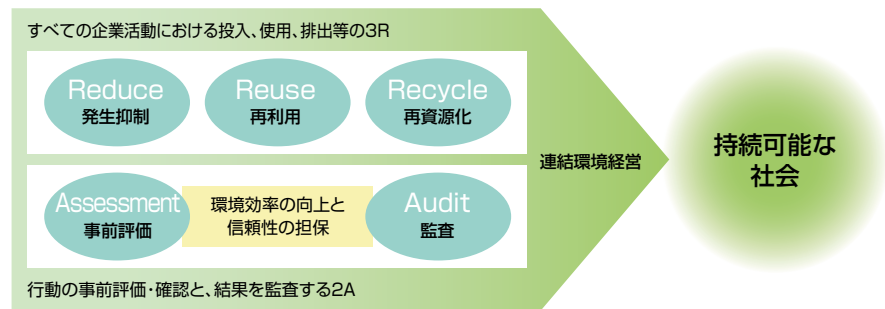 すべての企業活動における投入、使用、排出等の3R
Reduce
発生抑制
Reuse
再利用
Recycle
再資源化
Assessment
事前評価
環境効率の向上と
信頼性の担保
Audit
監査
行動の事前評価・確認と、結果を監査する2A
連結環境経営
持続可能な
社会